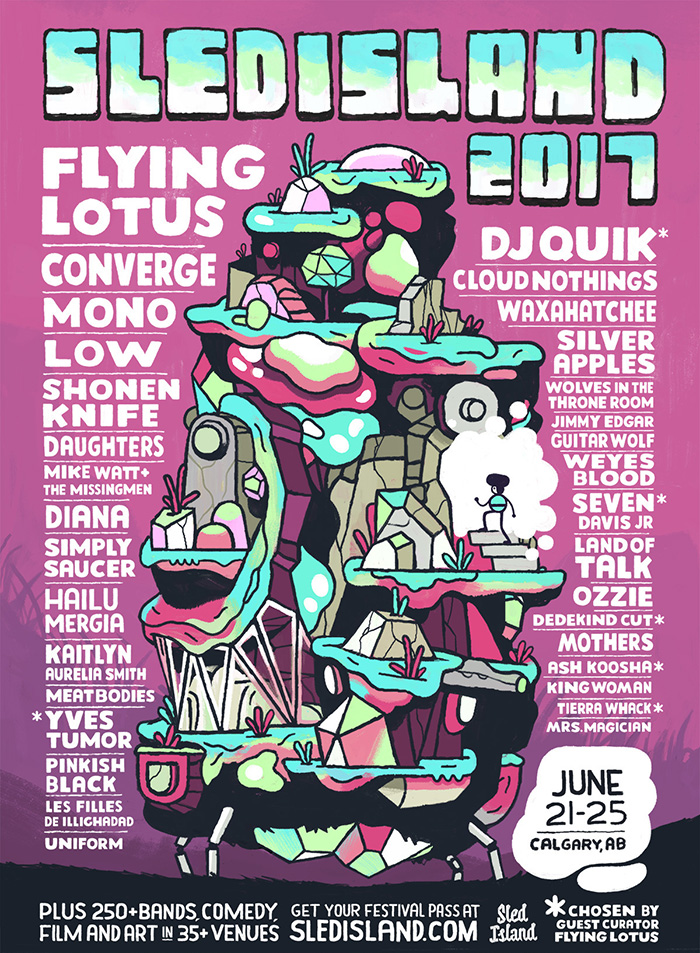 SLED ISLAND
2017
FLYING
LOTUS
CONVERGE
MONO
LOW
SHONEN
KNIFE
DAUGHTERS
MIKE WATT+
THE MISSINGMEN
DIANA
SIMPLY
SAUCER
HAILU
MERGIA
KAITLYN
AURELIA SMITH
MEATBODIES
*YVES
TUMOR
PINKISH
BLACK
LES FILLES
DE ILLIGHADAD
UNIFORM
DJ QUIK*
CLOUD NOTHINGS
WAXAHATCHEE
SILVER
APPLES
WOLVES IN THE
THRONE ROOM
JIMMY EDGAR
GUITAR WOLF
WEYES
BLOOD
SEVEN*
DAVIS JR
LAND OF
TALK
OZZIE
DEDEKIND CUT*
MOTHERS
ASH KOOSHA*
KING WOMAN
TIERRA WHACK*
MRS. MAGICIAN
JUNE
21-25
CALGARY, AB
PLUS 250+ BANDS, COMEDY,
FILM AND ART IN 35+ VENUES
GET YOUR FESTIVAL PASS AT
SLEDISLAND.COM
Sled
Island
*CHOSEN BY
GUEST CURATOR
FLYING LOTUS